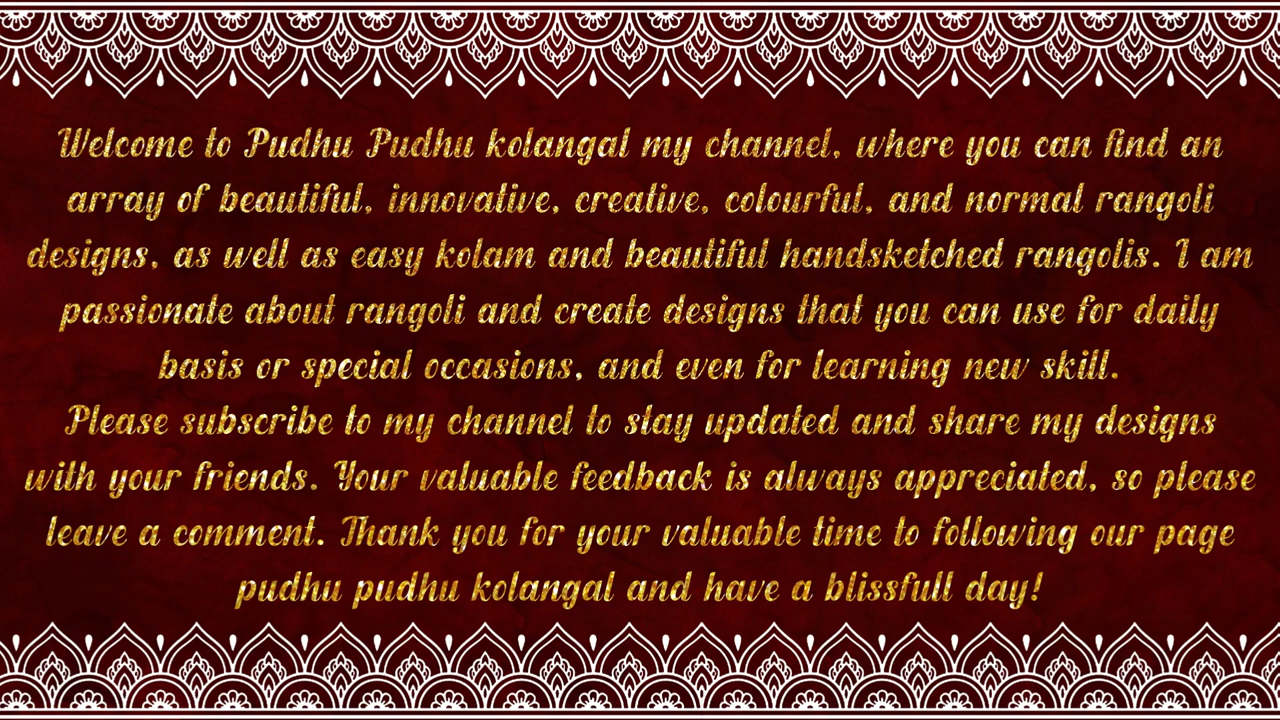 Welcome to Pudhu Pudhu kolangal my channel, where you can find an
array of beautiful, innovative, creative, colourful, and normal rangoli
designs, as well as easy kolam and beautiful handsketched rangolis. I am
passionate about rangoli and create designs that you can use for daily
basis or special occasions, and even for learning new skill.
Please subscribe to my channel to stay updated and share my designs
with your friends. Your valuable feedback is always appreciated, so please
leave a comment. Thank you for your valuable time to following our page
pudhu pudhu kolangal and have a blissfull day!